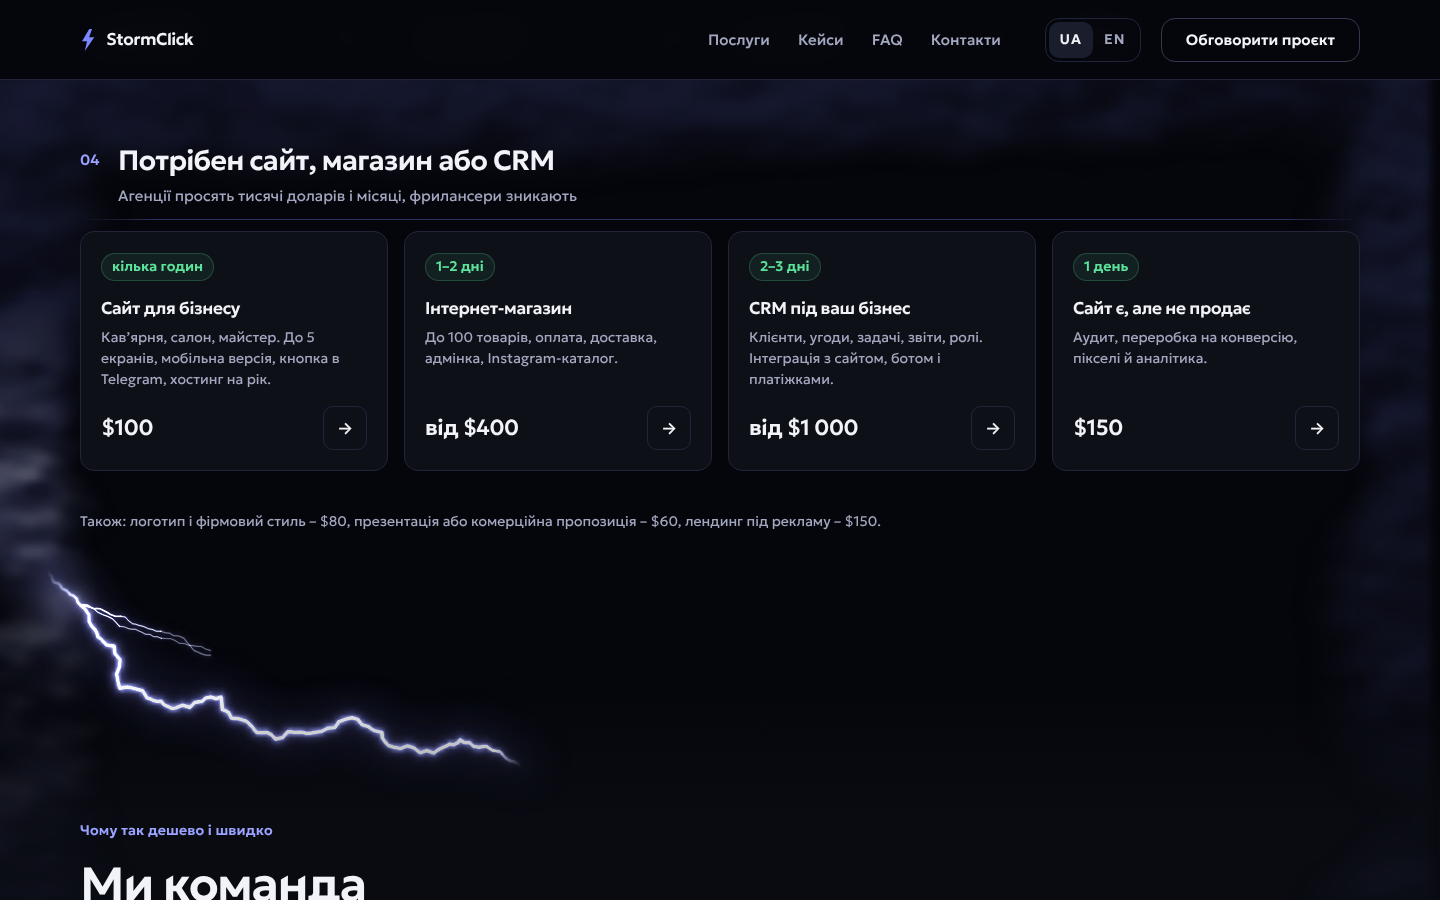 StormClick
Послуги
Кейси
FAQ
Контакти
UA
EN
Обговорити проєкт
04
Потрібен сайт, магазин або CRM
Агенції просять тисячі доларів і місяці, фрилансери зникають
кілька годин
Сайт для бізнесу
Кав’ярня, салон, майстер. До 5
екранів, мобільна версія, кнопка в
Telegram, хостинг на рік.
$100
→
1–2 дні
Інтернет-магазин
До 100 товарів, оплата, доставка,
адмінка, Instagram-каталог.
від $400
→
2–3 дні
CRM під ваш бізнес
Клієнти, угоди, задачі, звіти, ролі.
Інтеграція з сайтом, ботом і
платіжками.
від $1 000
→
1 день
Сайт є, але не продає
Аудит, переробка на конверсію,
пікселі й аналітика.
$150
→
Також: логотип і фірмовий стиль – $80, презентація або комерційна пропозиція – $60, лендинг під рекламу – $150.
Чому так дешево і швидко
Ми команда